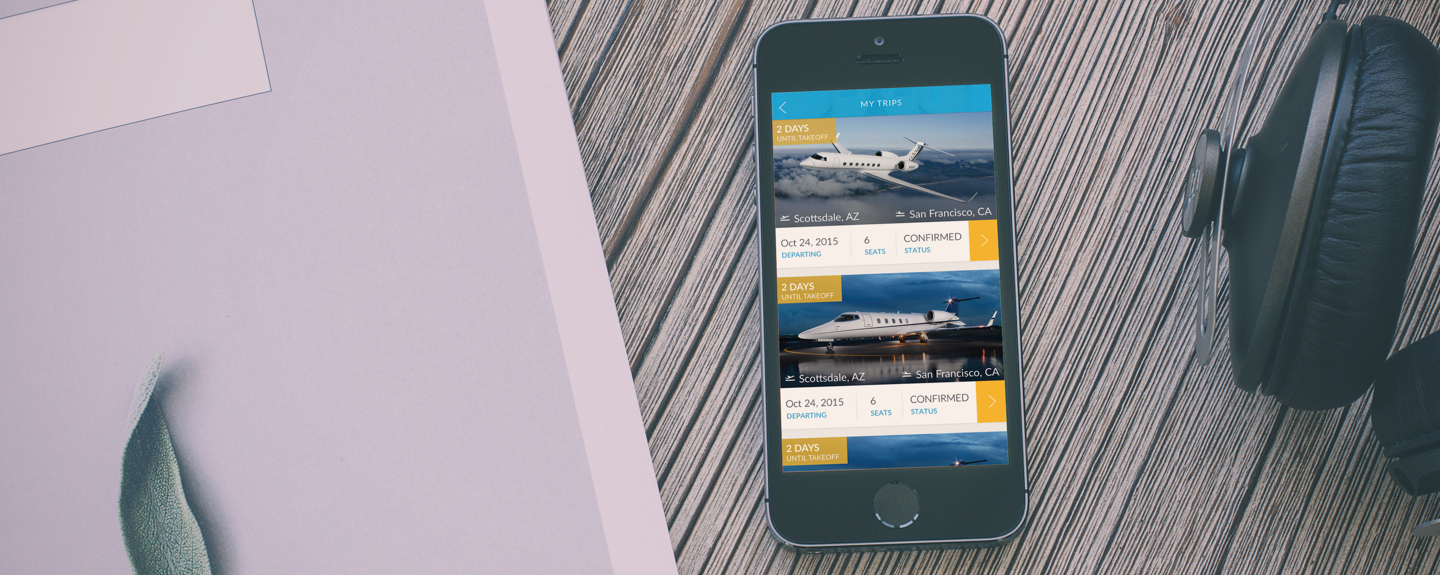 MY TRIPS
2 DAYS
UNTIL TAKEOFF
Scottsdale, AZ
San Francisco, CA
Oct 24, 2015
DEPARTING
6
SEATS
CONFIRMED
STATUS
2 DAYS
UNTIL TAKEOFF
Scottsdale, AZ
San Francisco, CA
Oct 24, 2015
DEPARTING
6
SEATS
CONFIRMED
STATUS
2 DAYS
UNTIL TAKEOFF